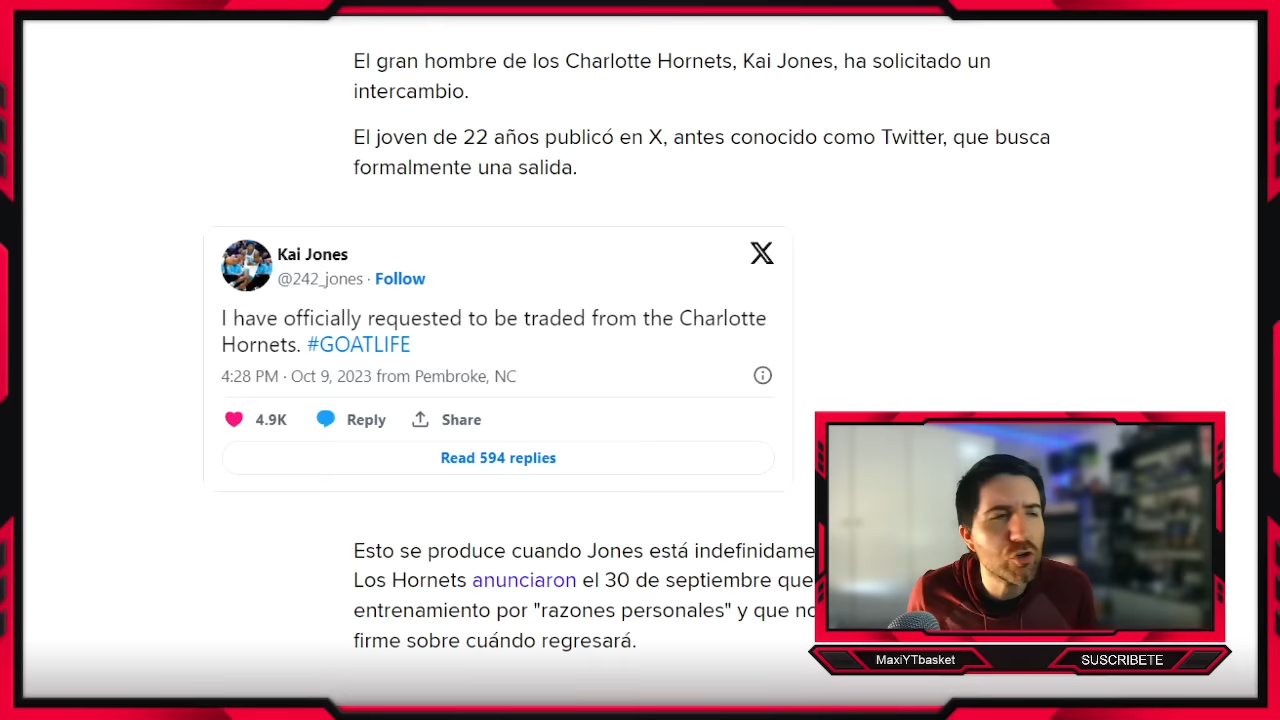 El gran hombre de los Charlotte Hornets, Kai Jones, ha solicitado un
intercambio.
El joven de 22 años publicó en X, antes conocido como Twitter, que busca
formalmente una salida.
Kai Jones
@242_jones · Follow
I have officially requested to be traded from the Charlotte
Hornets. #GOATLIFE
4:28 PM · Oct 9, 2023 from Pembroke, NC
4.9K Reply Share
Read 594 replies
Esto se produce cuando Jones está
Los Hornets anunciaron el 30 de septiembre que
entrenamiento por "razones personales" y que
firme sobre cuándo regresará.
MaxiYTbasket
SUSCRIBETE